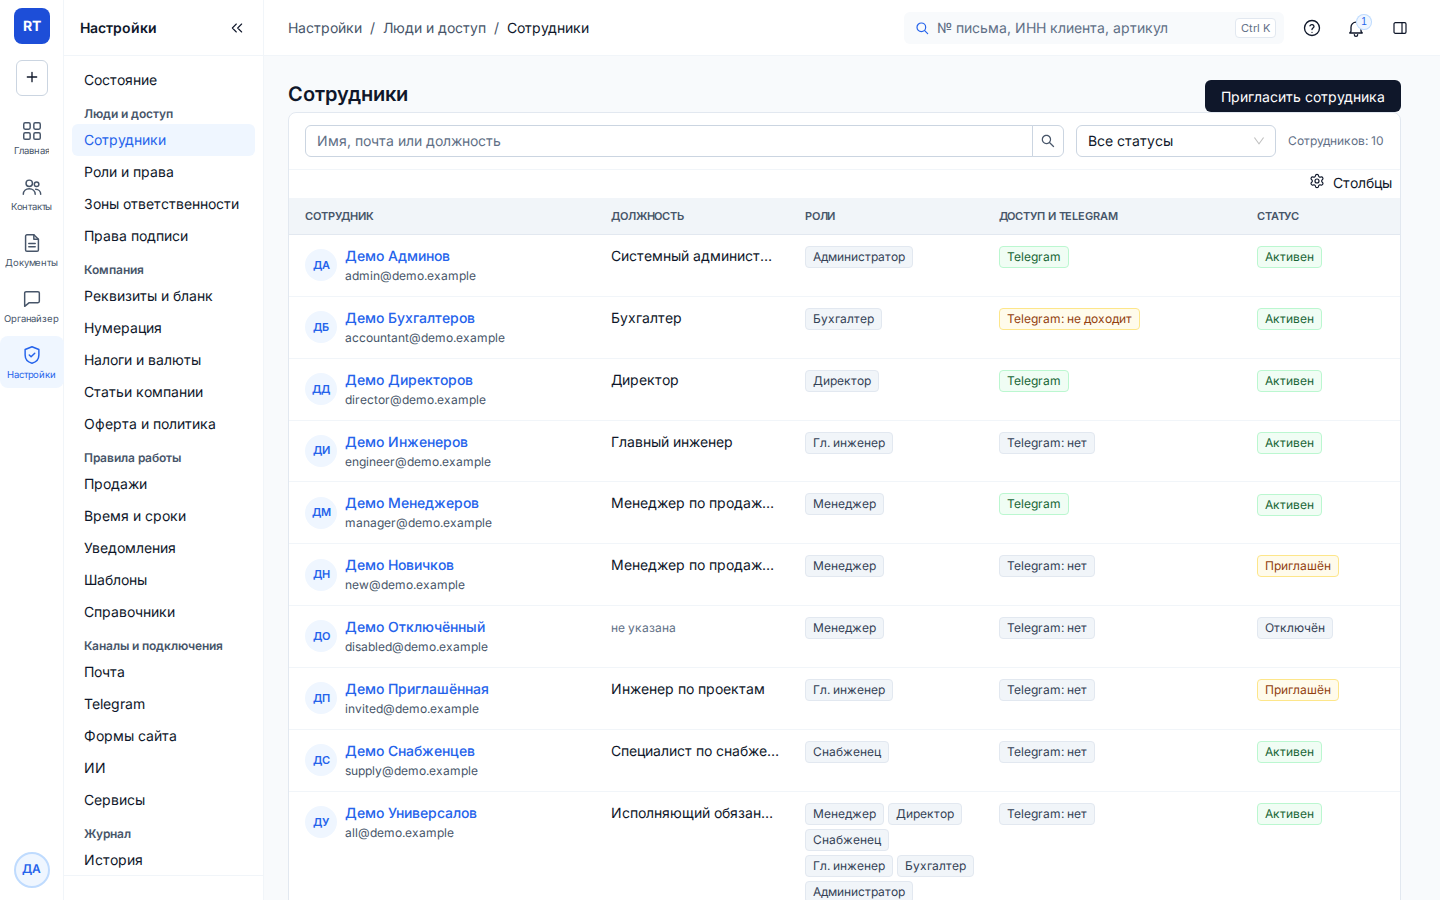 RT
Настройки
Настройки / Люди и доступ / Сотрудники
№ письма, ИНН клиента, артикул
Ctrl K
1
Главная
Контакты
Документы
Органайзер
Настройки
ДА
Состояние
Люди и доступ
Сотрудники
Роли и права
Зоны ответственности
Права подписи
Компания
Реквизиты и бланк
Нумерация
Налоги и валюты
Статьи компании
Оферта и политика
Правила работы
Продажи
Время и сроки
Уведомления
Шаблоны
Справочники
Каналы и подключения
Почта
Telegram
Формы сайта
ИИ
Сервисы
Журнал
История
Сотрудники
Пригласить сотрудника
Имя, почта или должность
Все статусы
Сотрудников: 10
Столбцы
СОТРУДНИК ДОЛЖНОСТЬ РОЛИ ДОСТУП И TELEGRAM СТАТУС
ДА Демо Админов Системный админист... Администратор Telegram Активен
admin@demo.example
ДБ Демо Бухгалтеров Бухгалтер Бухгалтер Telegram: не доходит Активен
accountant@demo.example
ДД Демо Директоров Директор Директор Telegram Активен
director@demo.example
ДИ Демо Инженеров Главный инженер Гл. инженер Telegram: нет Активен
engineer@demo.example
ДМ Демо Менеджеров Менеджер по продаж... Менеджер Telegram Активен
manager@demo.example
ДН Демо Новичков Менеджер по продаж... Менеджер Telegram: нет Приглашён
new@demo.example
ДО Демо Отключённый не указана Менеджер Telegram: нет Отключён
disabled@demo.example
ДП Демо Приглашённая Инженер по проектам Гл. инженер Telegram: нет Приглашён
invited@demo.example
ДС Демо Снабженцев Специалист по снабже... Снабженец Telegram: нет Активен
supply@demo.example
ДУ Демо Универсалов Исполняющий обязан... Менеджер Директор Telegram: нет Активен
all@demo.example
Снабженец
Гл. инженер Бухгалтер
Администратор